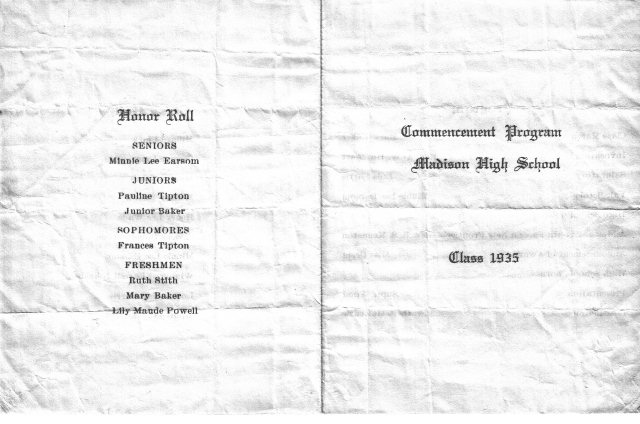 Honor Roll
SENIORS
Minnie Lee Earsom
JUNIORS
Pauline Tipton
Junior Baker
SOPHOMORES
Frances Tipton
FRESHMEN
Ruth Stith
Mary Baker
Lily Maude Powell
Commencement Program
Madison High School
Class 1935